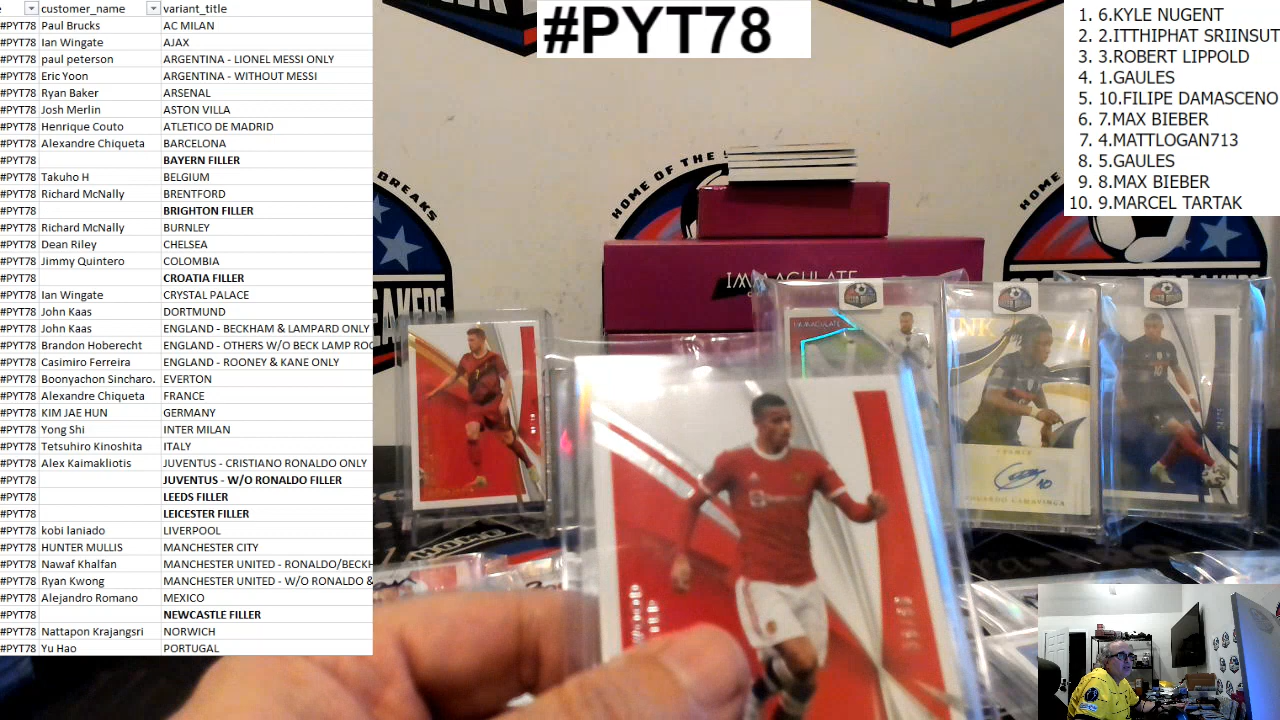 customer_name variant_title
#PYT78 Paul Brucks AC MILAN
#PYT78 Ian Wingate AJAX
#PYT78 paul peterson ARGENTINA - LIONEL MESSI ONLY
#PYT78 Eric Yoon ARGENTINA - WITHOUT MESSI
#PYT78 Ryan Baker ARSENAL
#PYT78 Josh Merlin ASTON VILLA
#PYT78 Henrique Couto ATLETICO DE MADRID
#PYT78 Alexandre Chiqueta BARCELONA
#PYT78 BAYERN FILLER
#PYT78 Takuho H BELGIUM
#PYT78 Richard McNally BRENTFORD
#PYT78 BRIGHTON FILLER
#PYT78 Richard McNally BURNLEY
#PYT78 Dean Riley CHELSEA
#PYT78 Jimmy Quintero COLOMBIA
#PYT78 CROATIA FILLER
#PYT78 Ian Wingate CRYSTAL PALACE
#PYT78 John Kaas DORTMUND
#PYT78 John Kaas ENGLAND - BECKHAM & LAMPARD ONLY
#PYT78 Brandon Hoberecht ENGLAND - OTHERS W/O BECK LAMP ROO
#PYT78 Casimiro Ferreira ENGLAND - ROONEY & KANE ONLY
#PYT78 Boonyachon Sincharo. EVERTON
#PYT78 Alexandre Chiqueta FRANCE
#PYT78 KIM JAE HUN GERMANY
#PYT78 Yong Shi INTER MILAN
#PYT78 Tetsuhiro Kinoshita ITALY
#PYT78 Alex Kaimakliotis JUVENTUS - CRISTIANO RONALDO ONLY
#PYT78 JUVENTUS - W/O RONALDO FILLER
#PYT78 LEEDS FILLER
#PYT78 LEICESTER FILLER
#PYT78 kobi laniado LIVERPOOL
#PYT78 HUNTER MULLIS MANCHESTER CITY
#PYT78 Nawaf Khalfan MANCHESTER UNITED - RONALDO/BECKH
#PYT78 Ryan Kwong MANCHESTER UNITED - W/O RONALDO &
#PYT78 Alejandro Romano MEXICO
#PYT78 NEWCASTLE FILLER
#PYT78 Nattapon Krajangsri NORWICH
#PYT78 Yu Hao PORTUGAL
#PYT78
1. 6.KYLE NUGENT
2. 2.ITTHIPHAT SRIINSUT
3. 3.ROBERT LIPPOLD
4. 1.GAULES
5. 10.FILIPE DAMASCENO
6. 7.MAX BIEBER
7. 4.MATTLOGAN713
8. 5.GAULES
9. 8.MAX BIEBER
10. 9.MARCEL TARTAK
BREAKS
HOME OF THE
HOME
IMMACULATE
IMMACULATE
INK